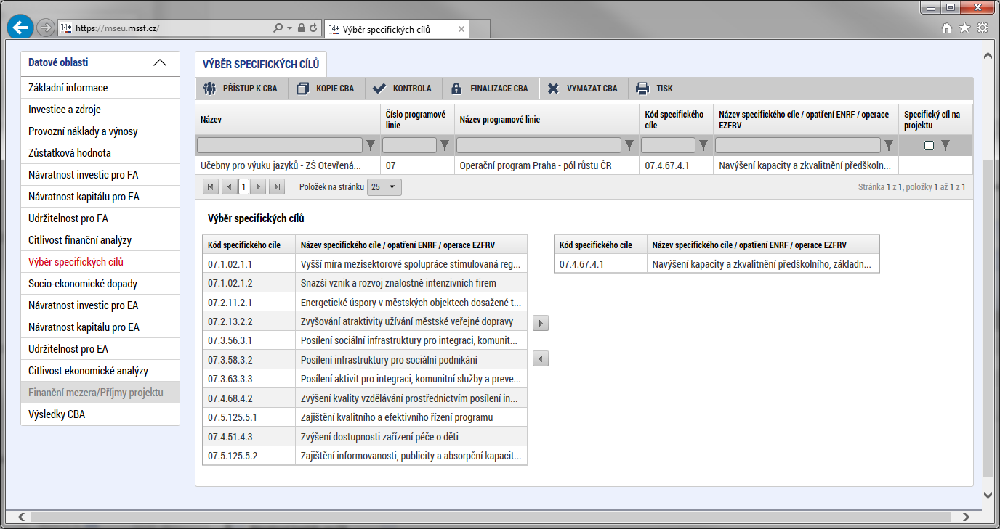 14+ https://mseu.mssf.cz/
14+ Výběr specifických cílů
Datové oblasti
Základní informace
Investice a zdroje
Provozní náklady a výnosy
Zůstatková hodnota
Návratnost investic pro FA
Návratnost kapitálu pro FA
Udržitelnost pro FA
Citlivost finanční analýzy
Výběr specifických cílů
Socio-ekonomické dopady
Návratnost investic pro EA
Návratnost kapitálu pro EA
Udržitelnost pro EA
Citlivost ekonomické analýzy
Finanční mezera/Příjmy projektu
Výsledky CBA
VÝBĚR SPECIFICKÝCH CÍLŮ
PŘÍSTUP K CBA KOPIE CBA KONTROLA FINALIZACE CBA VYMAZAT CBA TISK
Název
Číslo programové
linie
Název programové linie
Kód specifického
cíle
Název specifického cíle / opatření ENRF / operace
EZFRV
Specifický cíl na
projektu
Učebny pro výuku jazyků - ZŠ Otevřená... 07 Operační program Praha - pól růstu ČR 07.4.67.4.1 Navýšení kapacity a zkvalitnění předškoln...
1 Položek na stránku 25 Stránka 1 z 1, položky 1 až 1 z 1
Výběr specifických cílů
Kód specifického cíle Název specifického cíle / opatření ENRF / operace EZFRV
07.1.02.1.1 Vyšší míra mezisektorové spolupráce stimulovaná reg...
07.1.02.1.2 Snazší vznik a rozvoj znalostně intenzivních firem
07.2.11.2.1 Energetické úspory v městských objektech dosažené t...
07.2.13.2.2 Zvyšování atraktivity užívání městské veřejné dopravy
07.3.56.3.1 Posílení sociální infrastruktury pro integraci, komunit...
07.3.58.3.2 Posílení infrastruktury pro sociální podnikání
07.3.63.3.3 Posílení aktivit pro integraci, komunitní služby a preve...
07.4.68.4.2 Zvýšení kvality vzdělávání prostřednictvím posílení in...
07.5.125.5.1 Zajištění kvalitního a efektivního řízení programu
07.4.51.4.3 Zvýšení dostupnosti zařízení péče o děti
07.5.125.5.2 Zajištění informovanosti, publicity a absorpční kapacit...
Kód specifického cíle Název specifického cíle / opatření ENRF / operace EZFRV
07.4.67.4.1 Navýšení kapacity a zkvalitnění předškolního, základn...